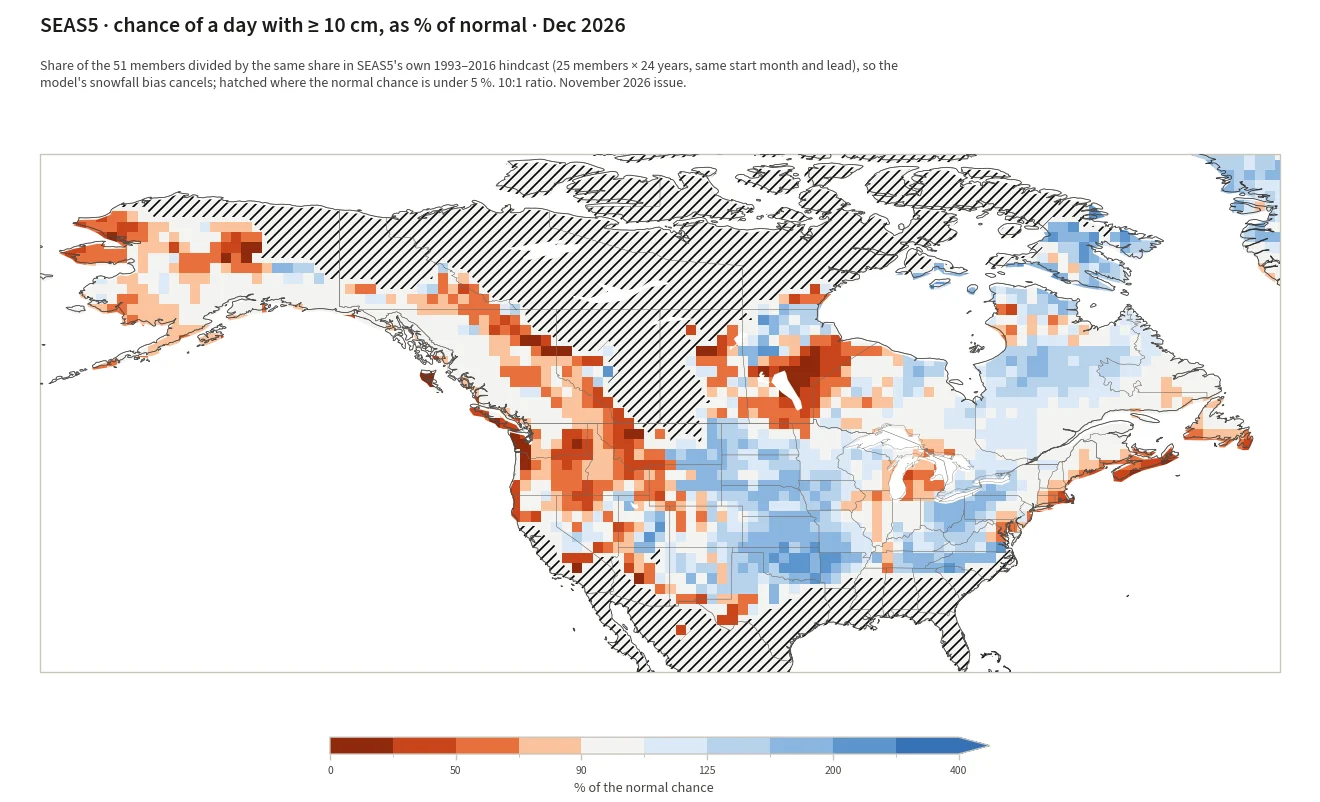 SEAS5 · chance of a day with ≥ 10 cm, as % of normal · Dec 2026
Share of the 51 members divided by the same share in SEAS5's own 1993–2016 hindcast (25 members × 24 years, same start month and lead), so the
model's snowfall bias cancels; hatched where the normal chance is under 5 %. 10:1 ratio. November 2026 issue.
0 50 90 125 200 400
% of the normal chance